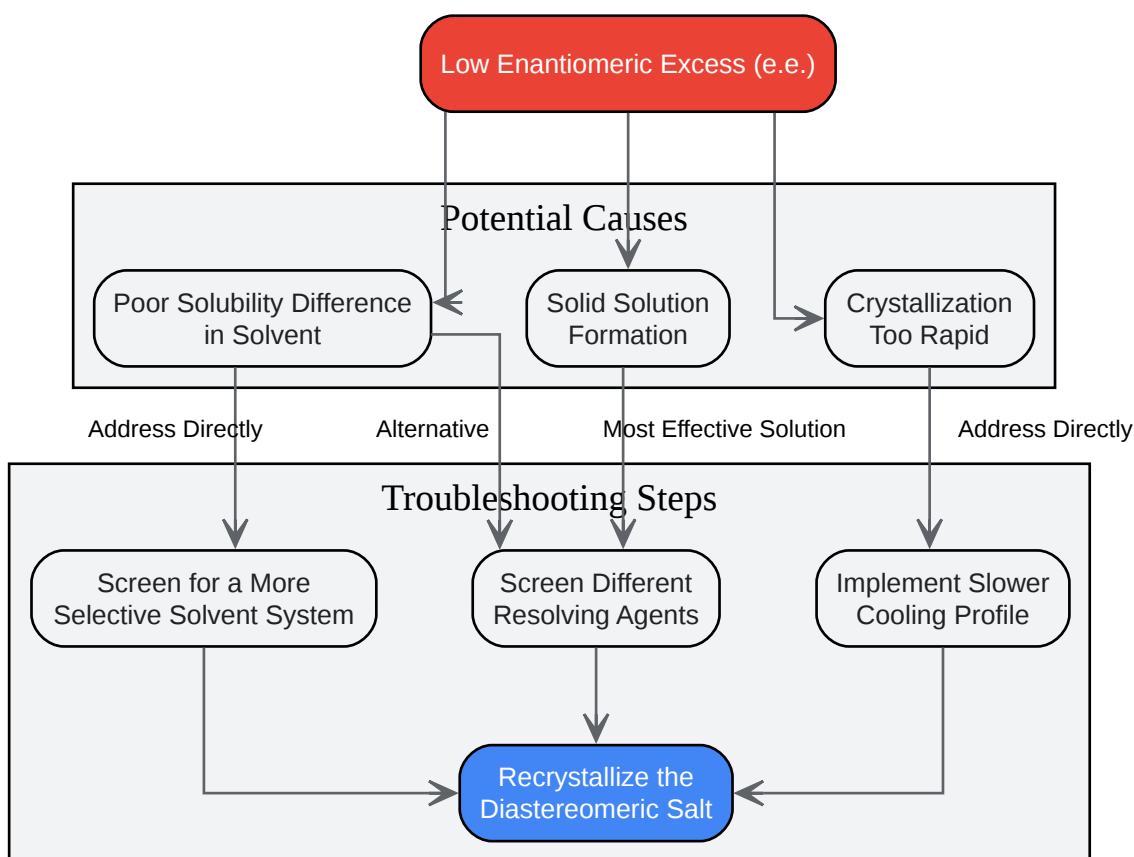 Low Enantiomeric Excess (e.e.)
Potential Causes
Poor Solubility Difference
in Solvent
Solid Solution
Formation
Crystallization
Too Rapid
Address Directly
Alternative
Most Effective Solution
Address Directly
Troubleshooting Steps
Screen for a More
Selective Solvent System
Screen Different
Resolving Agents
Implement Slower
Cooling Profile
Recrystallize the
Diastereomeric Salt